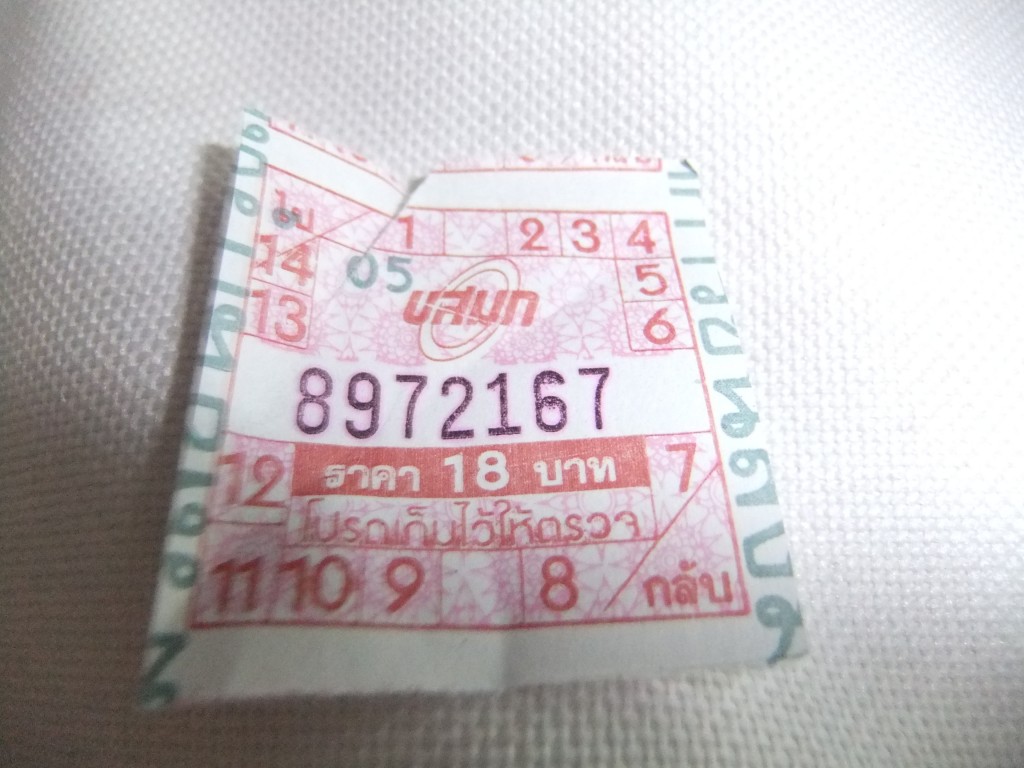 1 2 3 4
14 05 5
ขสมก
13 6
8972167
12 ราคา 18 บาท 7
โปรดเก็บไว้ให้ตรวจ
11 10 9 8 กลับ